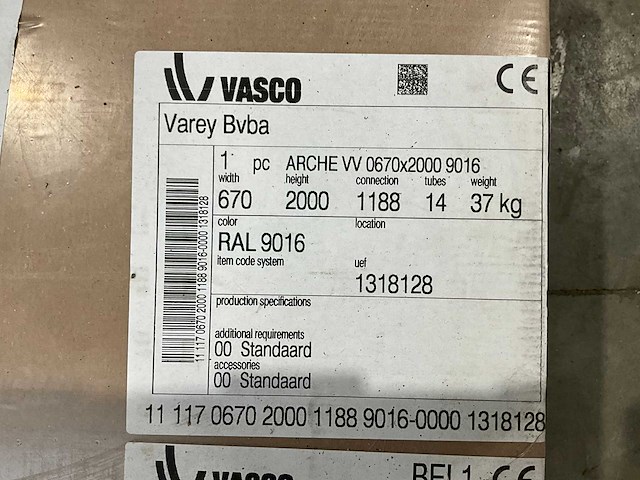 VASCO CE
Varey Bvba
1 pc ARCHE VV 0670x2000 9016
width height connection tubes weight
670 2000 1188 14 37 kg
color location
RAL 9016
item code system uef
1318128
production specifications
additional requirements
00 Standaard
accessories
00 Standaard
11 117 0670 2000 1188 9016-0000 1318128
11 117 0670 2000 1188 9016-0000 1318128
VASCO BEL1 CE